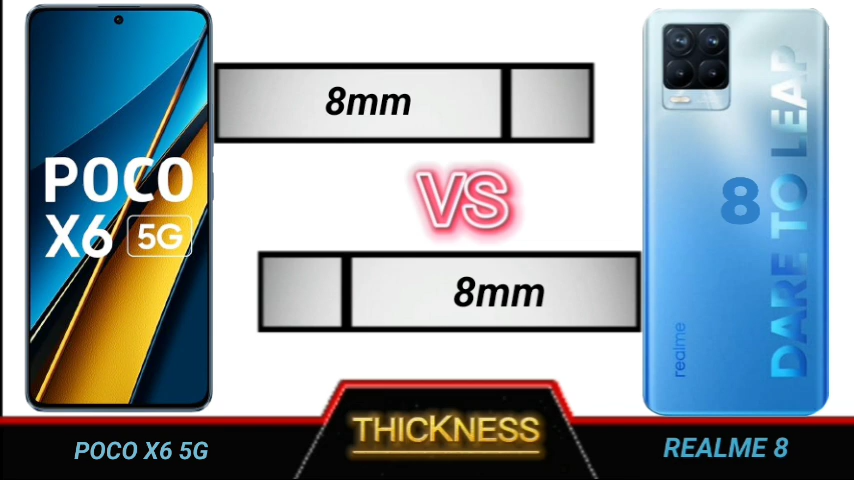 POCO
X6 5G
8mm
VS
8mm
8
DARE TO LEAP
realme
THICKNESS
POCO X6 5G
REALME 8